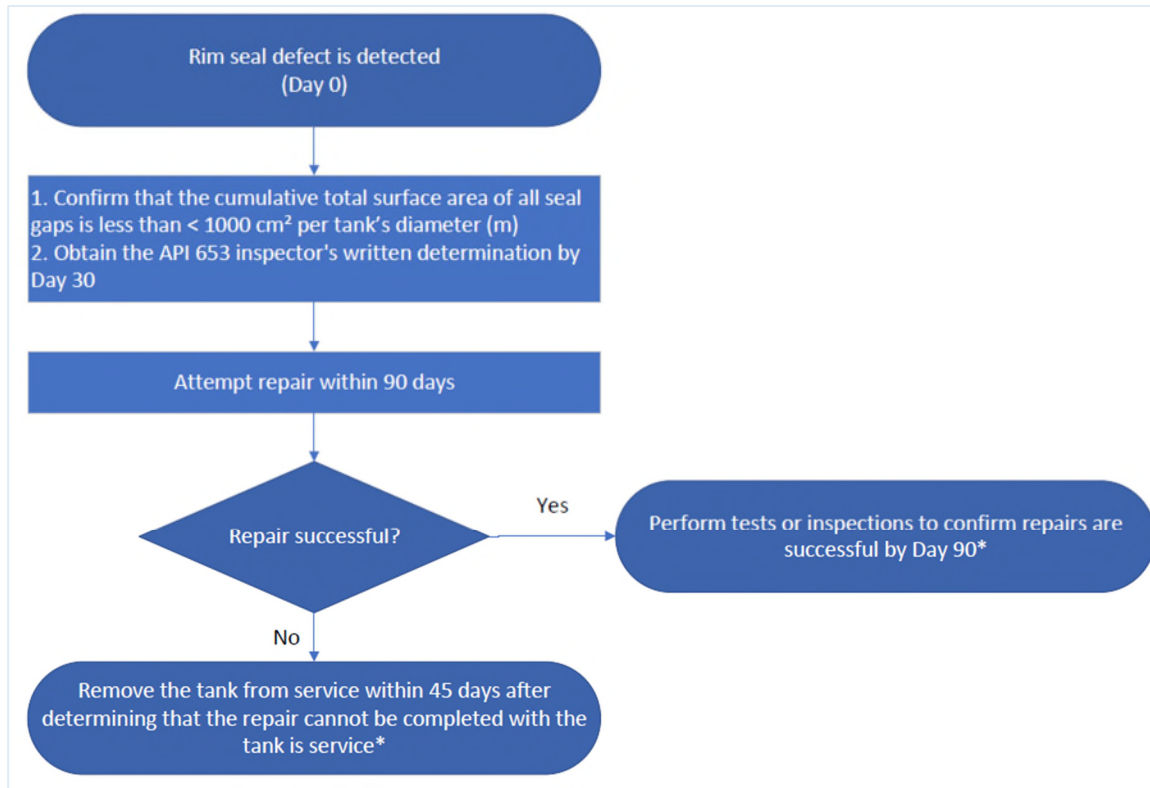 Rim seal defect is detected
(Day 0)
1. Confirm that the cumulative total surface area of all seal
gaps is less than < 1000 cm² per tank’s diameter (m)
2. Obtain the API 653 inspector's written determination by
Day 30
Attempt repair within 90 days
Repair successful?
Yes
Perform tests or inspections to confirm repairs are
successful by Day 90*
No
Remove the tank from service within 45 days after
determining that the repair cannot be completed with the
tank is service*